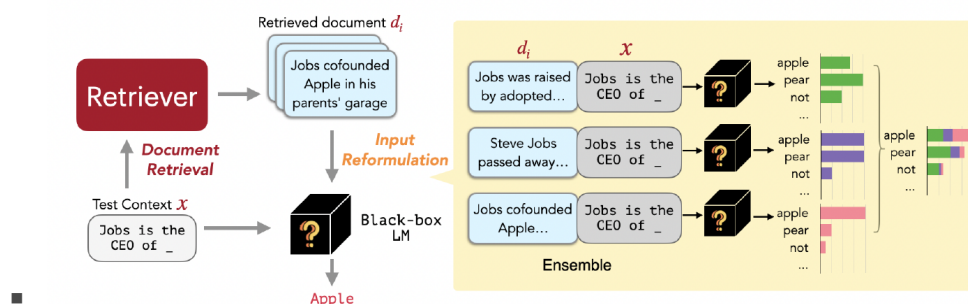 Retrieved document di
Jobs cofounded
Apple in his
parents' garage
Retriever
Document
Retrieval
Input
Reformulation
Test Context x
Jobs is the
CEO of _
?
Black-box
LM
Apple
di
x
Jobs was raised
by adopted...
Jobs is the
CEO of _
?
apple
pear
not
...
Steve Jobs
passed away...
Jobs is the
CEO of _
?
apple
pear
not
...
Jobs cofounded
Apple...
Jobs is the
CEO of _
?
apple
pear
not
...
apple
pear
not
...
Ensemble